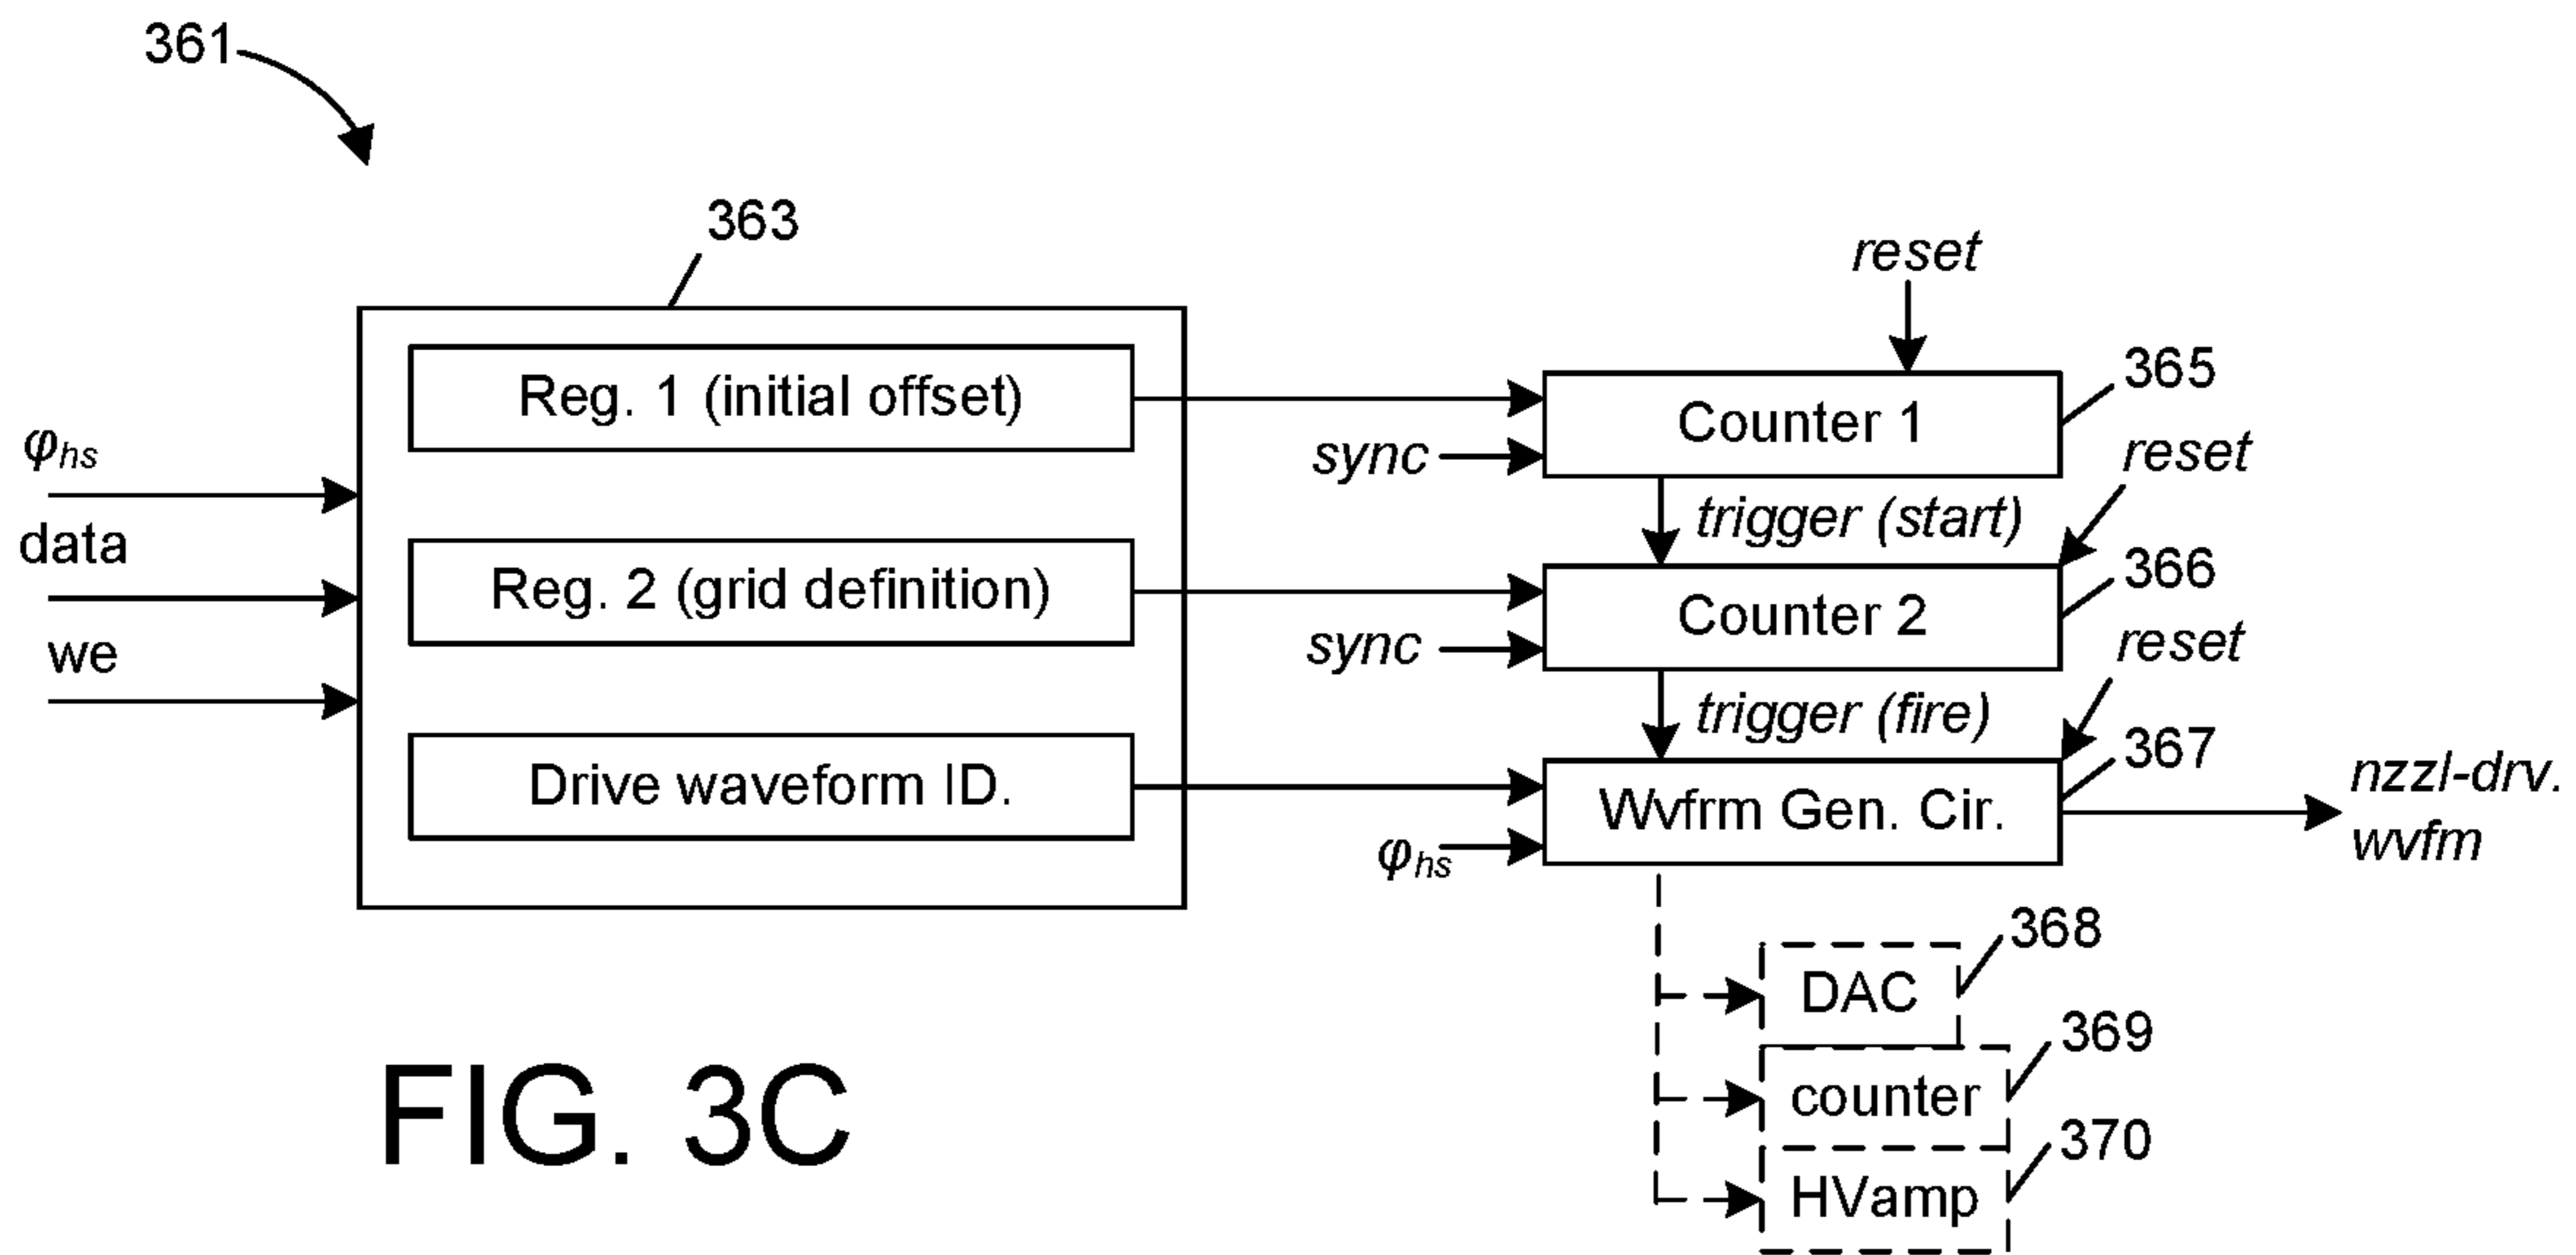 361
363
reset
Reg. 1 (initial offset)
Counter 1
365
φhs
sync
reset
data
trigger (start)
Reg. 2 (grid definition)
Counter 2
366
we
sync
reset
trigger (fire)
Drive waveform ID.
Wvfrm Gen. Cir.
367
nzzl-drv.
wvfm
φhs
DAC
368
counter
369
HVamp
370
FIG. 3C